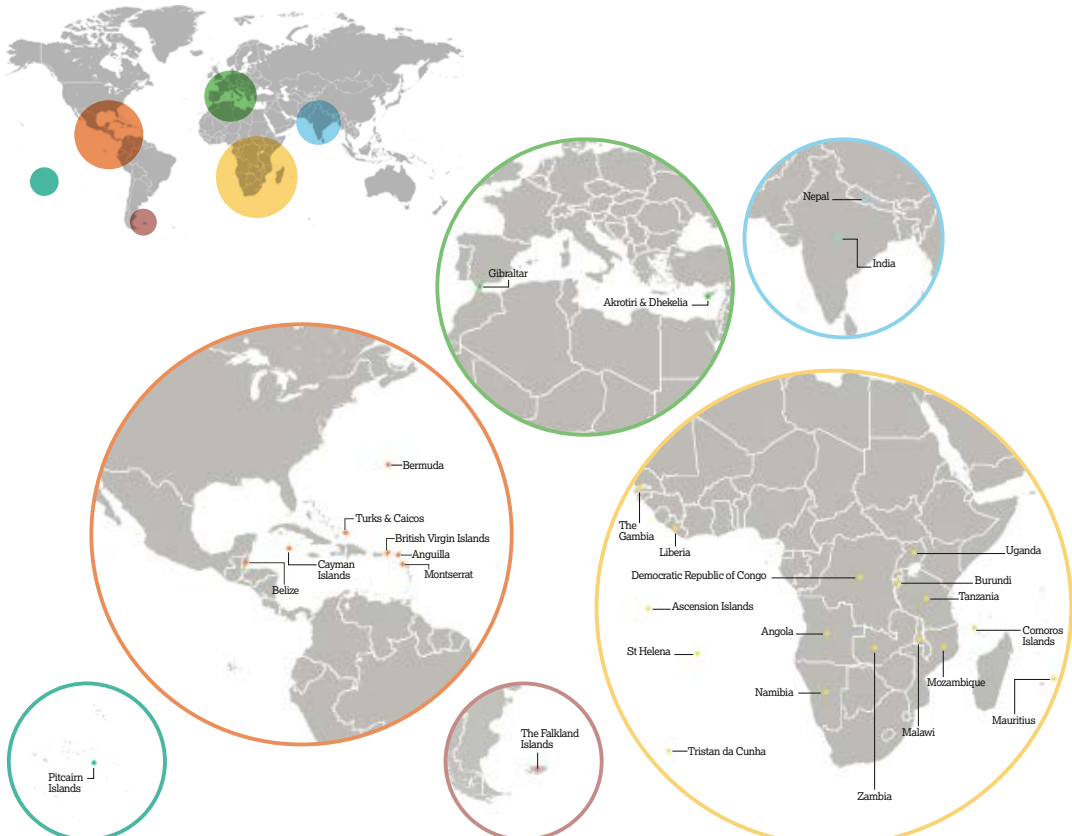 Nepal
India
Gibraltar
Akrotiri & Dhekelia
Bermuda
Turks & Caicos
British Virgin Islands
Anguilla
Montserrat
Cayman
Islands
Belize
The
Gambia
Liberia
Uganda
Democratic Republic of Congo
Burundi
Tanzania
Ascension Islands
Angola
Comoros
Islands
St Helena
Mozambique
Namibia
Mauritius
Malawi
Tristan da Cunha
Zambia
The Falkland
Islands
Pitcairn
Islands